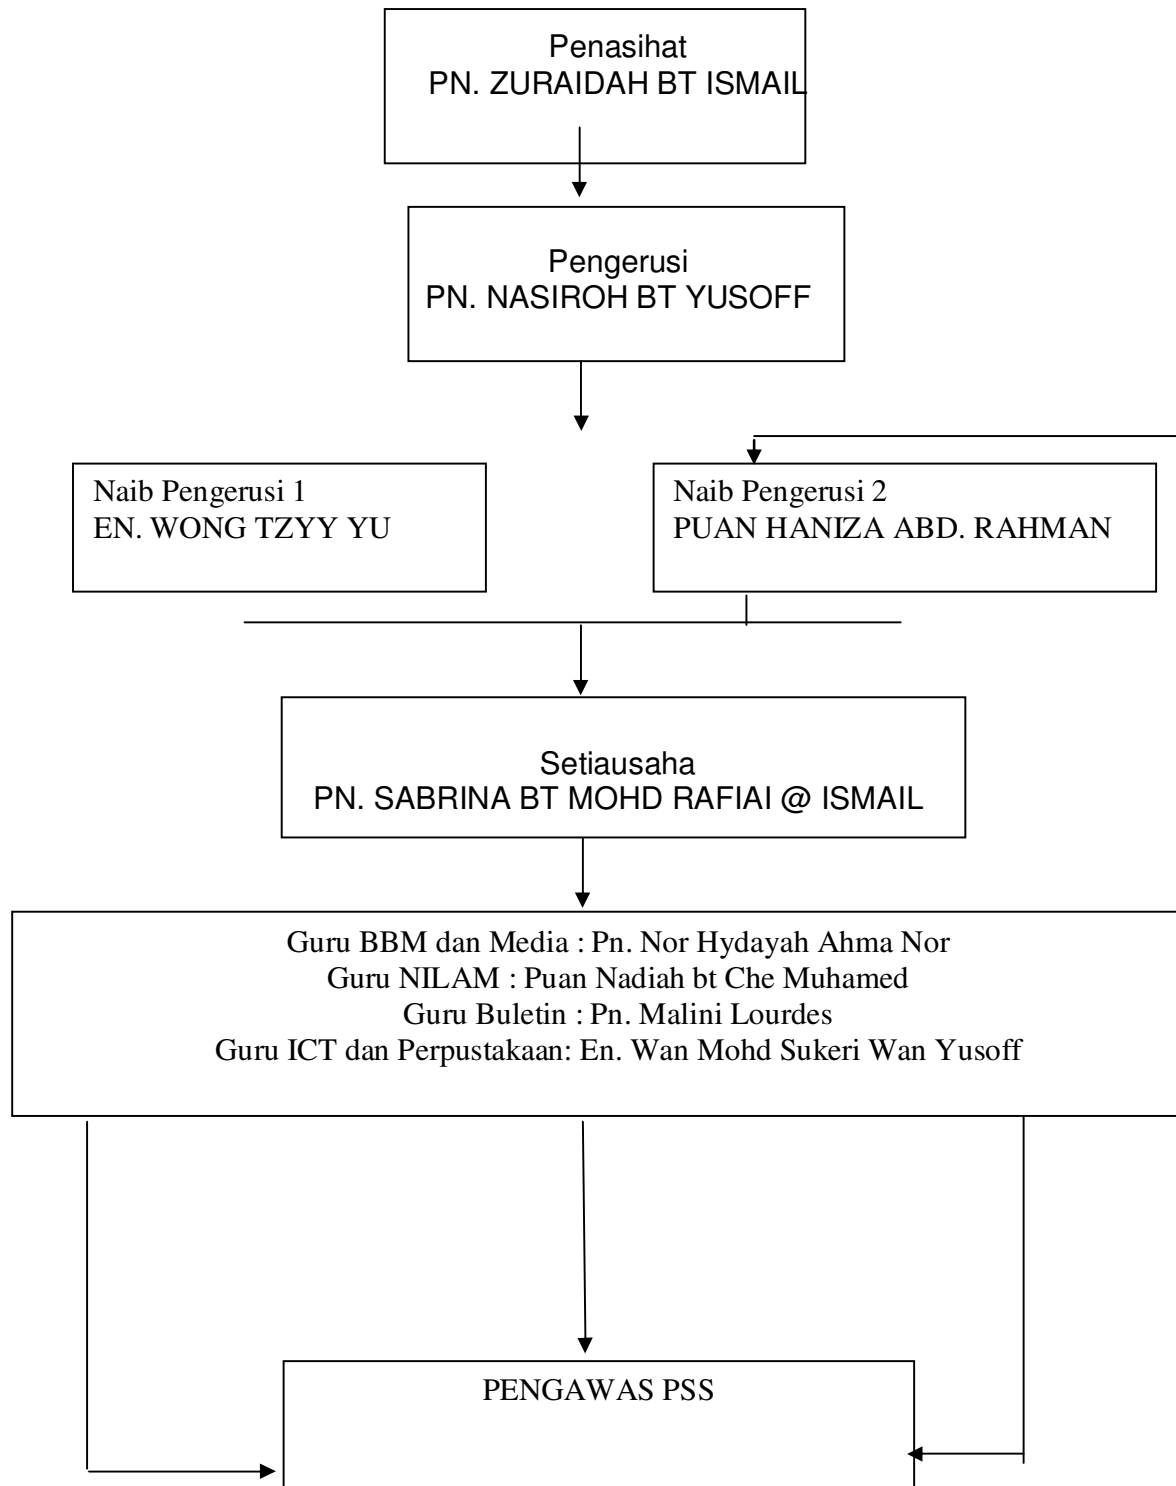 Penasihat
PN. ZURAIDAH BT ISMAIL
Pengerusi
PN. NASIROH BT YUSOFF
Naib Pengerusi 1
EN. WONG TZYY YU
Naib Pengerusi 2
PUAN HANIZA ABD. RAHMAN
Setiausaha
PN. SABRINA BT MOHD RAFIAI @ ISMAIL
Guru BBM dan Media : Pn. Nor Hydayah Ahma Nor
Guru NILAM : Puan Nadiah bt Che Muhamed
Guru Buletin : Pn. Malini Lourdes
Guru ICT dan Perpustakaan: En. Wan Mohd Sukeri Wan Yusoff
PENGAWAS PSS